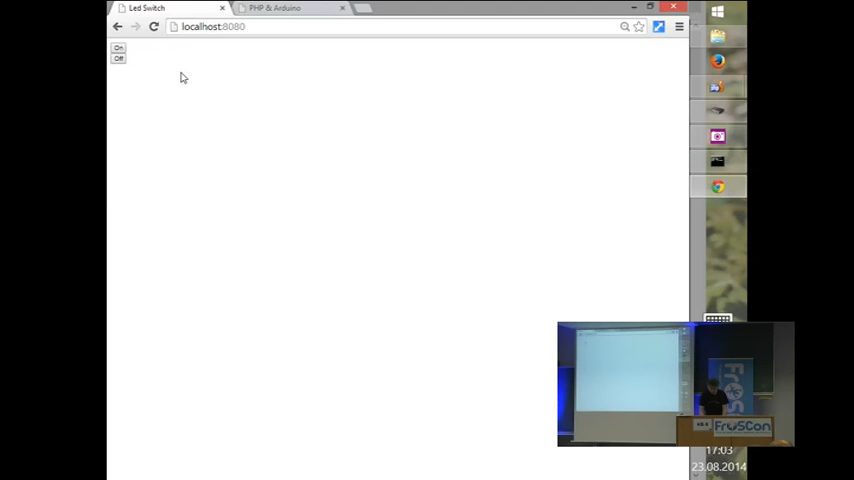 Led Switch
PHP & Arduino
localhost:8080
On
Off
FrOSCon
17:03
23.08.2014